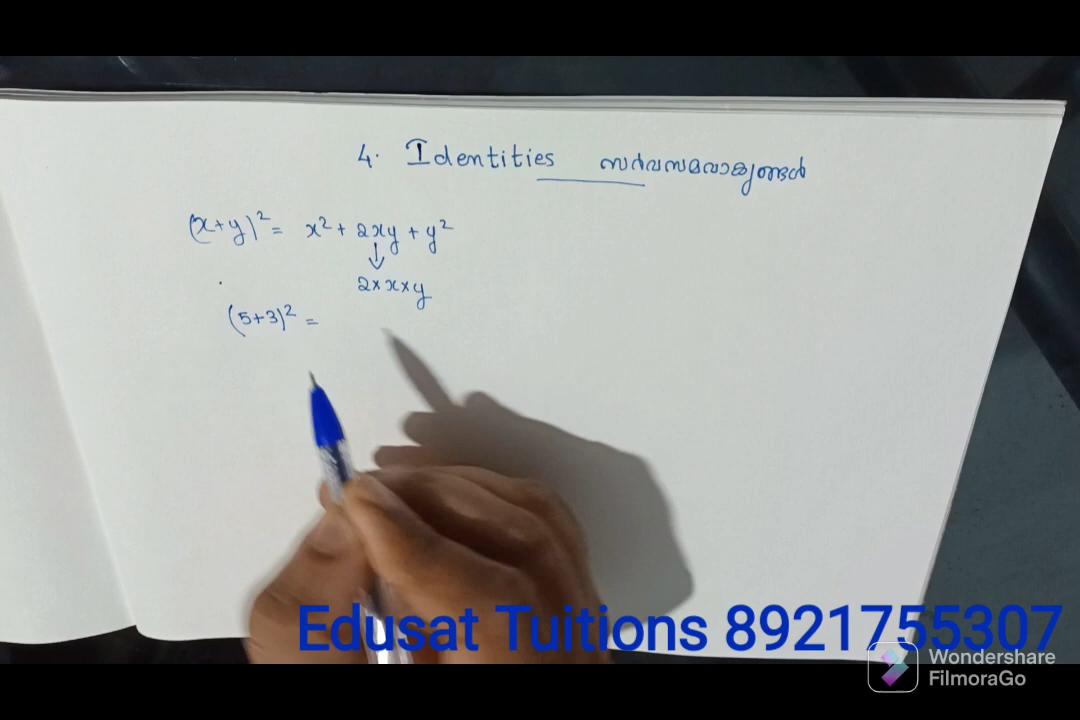 4. Identities സർവസമവാക്യങ്ങൾ
(x+y)² = x² + 2xy + y²
↓
2×x×y
(5+3)² =
Edusat Tuitions 8921755307
Wondershare
FilmoraGo